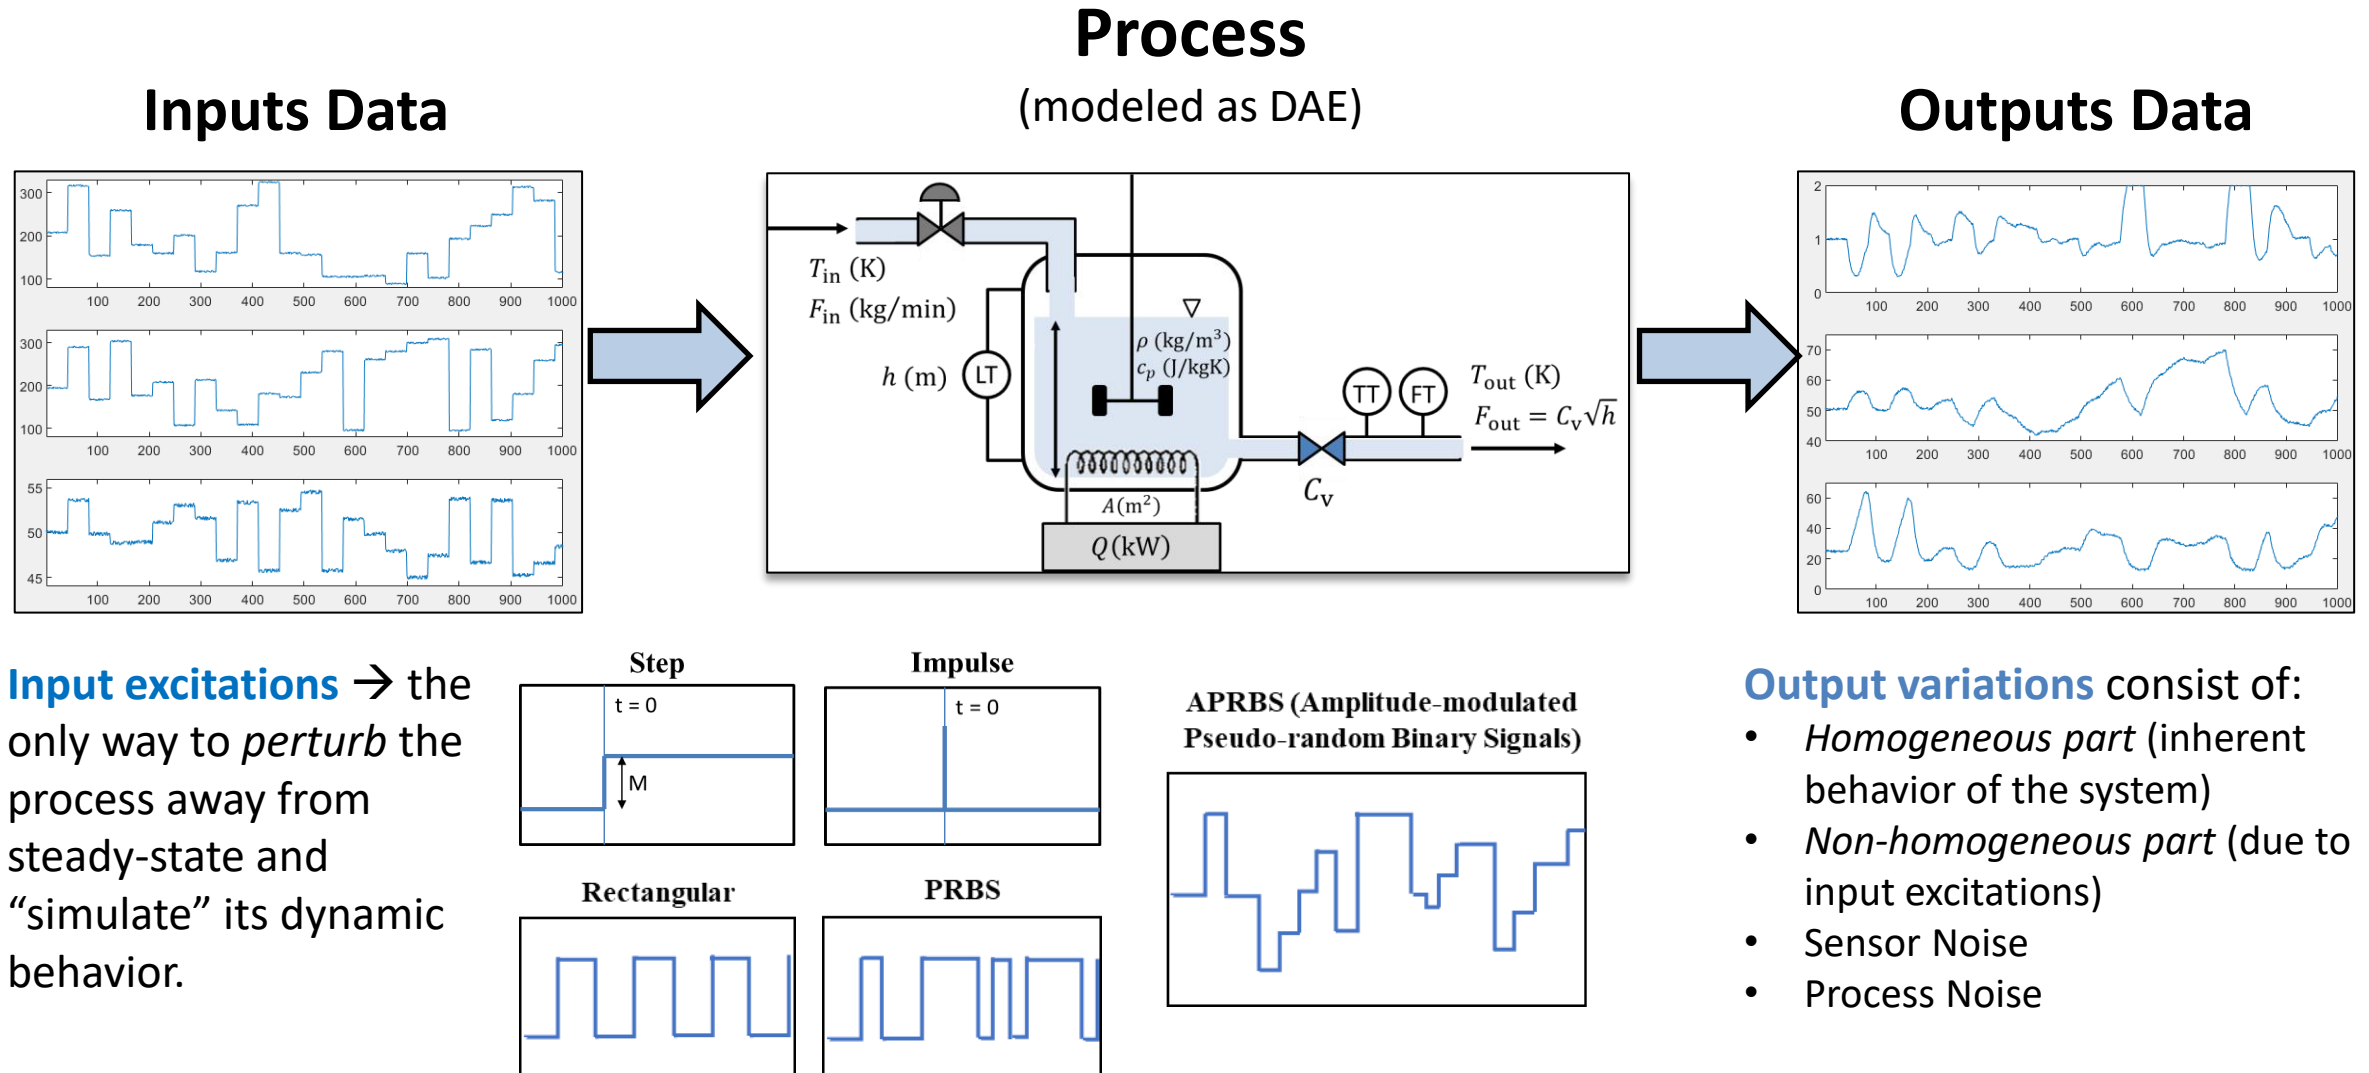 Process
(modeled as DAE)
Inputs Data
Outputs Data
300
200
100
100 200 300 400 500 600 700 800 900 1000
300
200
100
100 200 300 400 500 600 700 800 900 1000
55
50
45
100 200 300 400 500 600 700 800 900 1000
T_in (K)
F_in (kg/min)
h (m)
LT
ρ (kg/m³)
c_p (J/kgK)
A(m²)
Q(kW)
C_v
TT
FT
T_out (K)
F_out = C_v√h
2
1
0
100 200 300 400 500 600 700 800 900 1000
70
60
50
40
100 200 300 400 500 600 700 800 900 1000
60
40
20
0
100 200 300 400 500 600 700 800 900 1000
Input excitations → the
only way to perturb the
process away from
steady-state and
“simulate” its dynamic
behavior.
Step
t = 0
M
Impulse
t = 0
Rectangular
PRBS
APRBS (Amplitude-modulated
Pseudo-random Binary Signals)
Output variations consist of:
• Homogeneous part (inherent
behavior of the system)
• Non-homogeneous part (due to
input excitations)
• Sensor Noise
• Process Noise